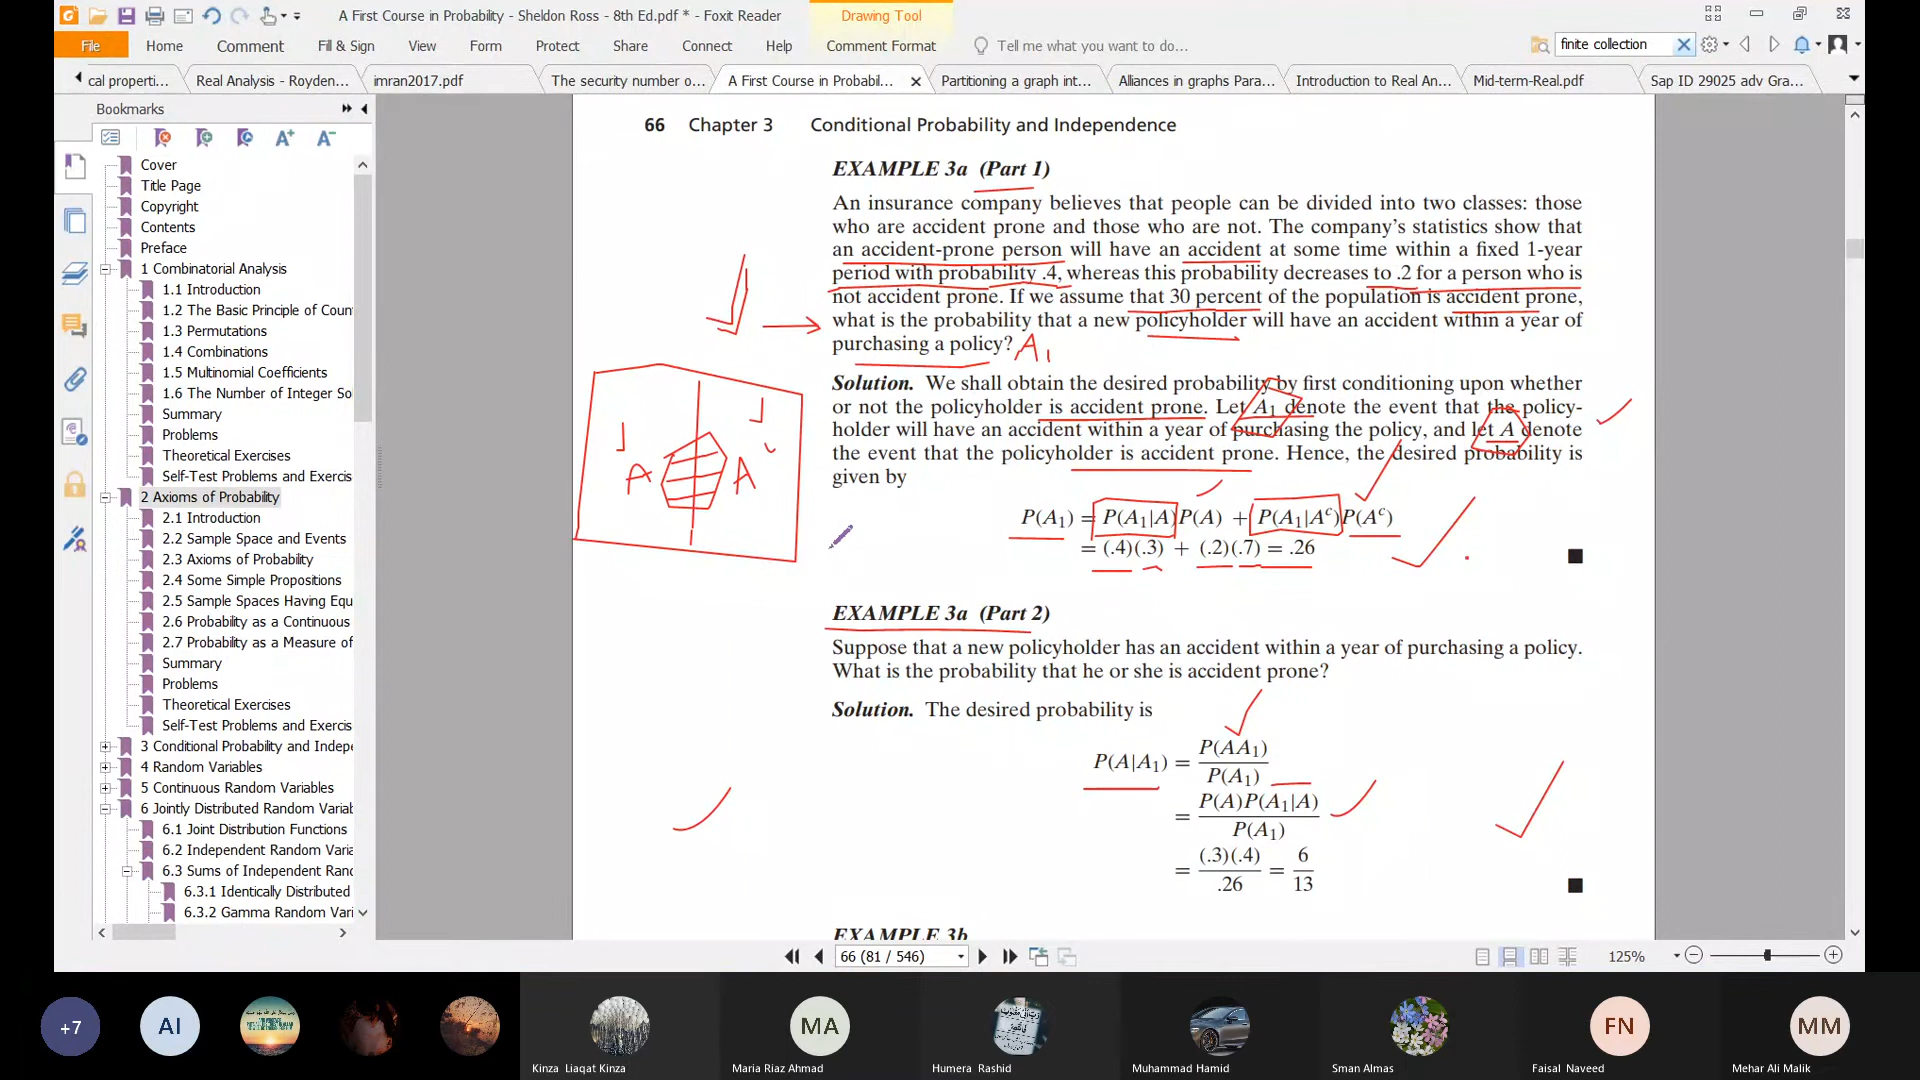 A First Course in Probability - Sheldon Ross - 8th Ed.pdf * - Foxit Reader
Drawing Tool
File Home Comment Fill & Sign View Form Protect Share Connect Help Comment Format Tell me what you want to do... finite collection
cal properti... Real Analysis - Royden... imran2017.pdf The security number o... A First Course in Probabil... Partitioning a graph int... Alliances in graphs Para... Introduction to Real An... Mid-term-Real.pdf Sap ID 29025 adv Gra...
Bookmarks
Cover
Title Page
Copyright
Contents
Preface
1 Combinatorial Analysis
1.1 Introduction
1.2 The Basic Principle of Coun
1.3 Permutations
1.4 Combinations
1.5 Multinomial Coefficients
1.6 The Number of Integer So
Summary
Problems
Theoretical Exercises
Self-Test Problems and Exercis
2 Axioms of Probability
2.1 Introduction
2.2 Sample Space and Events
2.3 Axioms of Probability
2.4 Some Simple Propositions
2.5 Sample Spaces Having Equ
2.6 Probability as a Continuous
2.7 Probability as a Measure of
Summary
Problems
Theoretical Exercises
Self-Test Problems and Exercis
3 Conditional Probability and Indepe
4 Random Variables
5 Continuous Random Variables
6 Jointly Distributed Random Variab
6.1 Joint Distribution Functions
6.2 Independent Random Varia
6.3 Sums of Independent Ranc
6.3.1 Identically Distributed
6.3.2 Gamma Random Vari
66 Chapter 3 Conditional Probability and Independence
EXAMPLE 3a (Part 1)
An insurance company believes that people can be divided into two classes: those
who are accident prone and those who are not. The company's statistics show that
an accident-prone person will have an accident at some time within a fixed 1-year
period with probability .4, whereas this probability decreases to .2 for a person who is
not accident prone. If we assume that 30 percent of the population is accident prone,
what is the probability that a new policyholder will have an accident within a year of
purchasing a policy? A₁
Solution. We shall obtain the desired probability by first conditioning upon whether
or not the policyholder is accident prone. Let A₁ denote the event that the policy-
holder will have an accident within a year of purchasing the policy, and let A denote
the event that the policyholder is accident prone. Hence, the desired probability is
given by
A A
P(A₁) = P(A₁|A)P(A) + P(A₁|Aᶜ)P(Aᶜ)
= (.4)(.3) + (.2)(.7) = .26
EXAMPLE 3a (Part 2)
Suppose that a new policyholder has an accident within a year of purchasing a policy.
What is the probability that he or she is accident prone?
Solution. The desired probability is
P(A|A₁) = P(AA₁) / P(A₁)
= P(A)P(A₁|A) / P(A₁)
= (.3)(.4) / .26 = 6 / 13
EXAMPLE 3b
66 (81 / 546)
125%
+7 AI MA FN MM
Kinza Liaqat Kinza Maria Riaz Ahmad Humera Rashid Muhammad Hamid Sman Almas Faisal Naveed Mehar Ali Malik